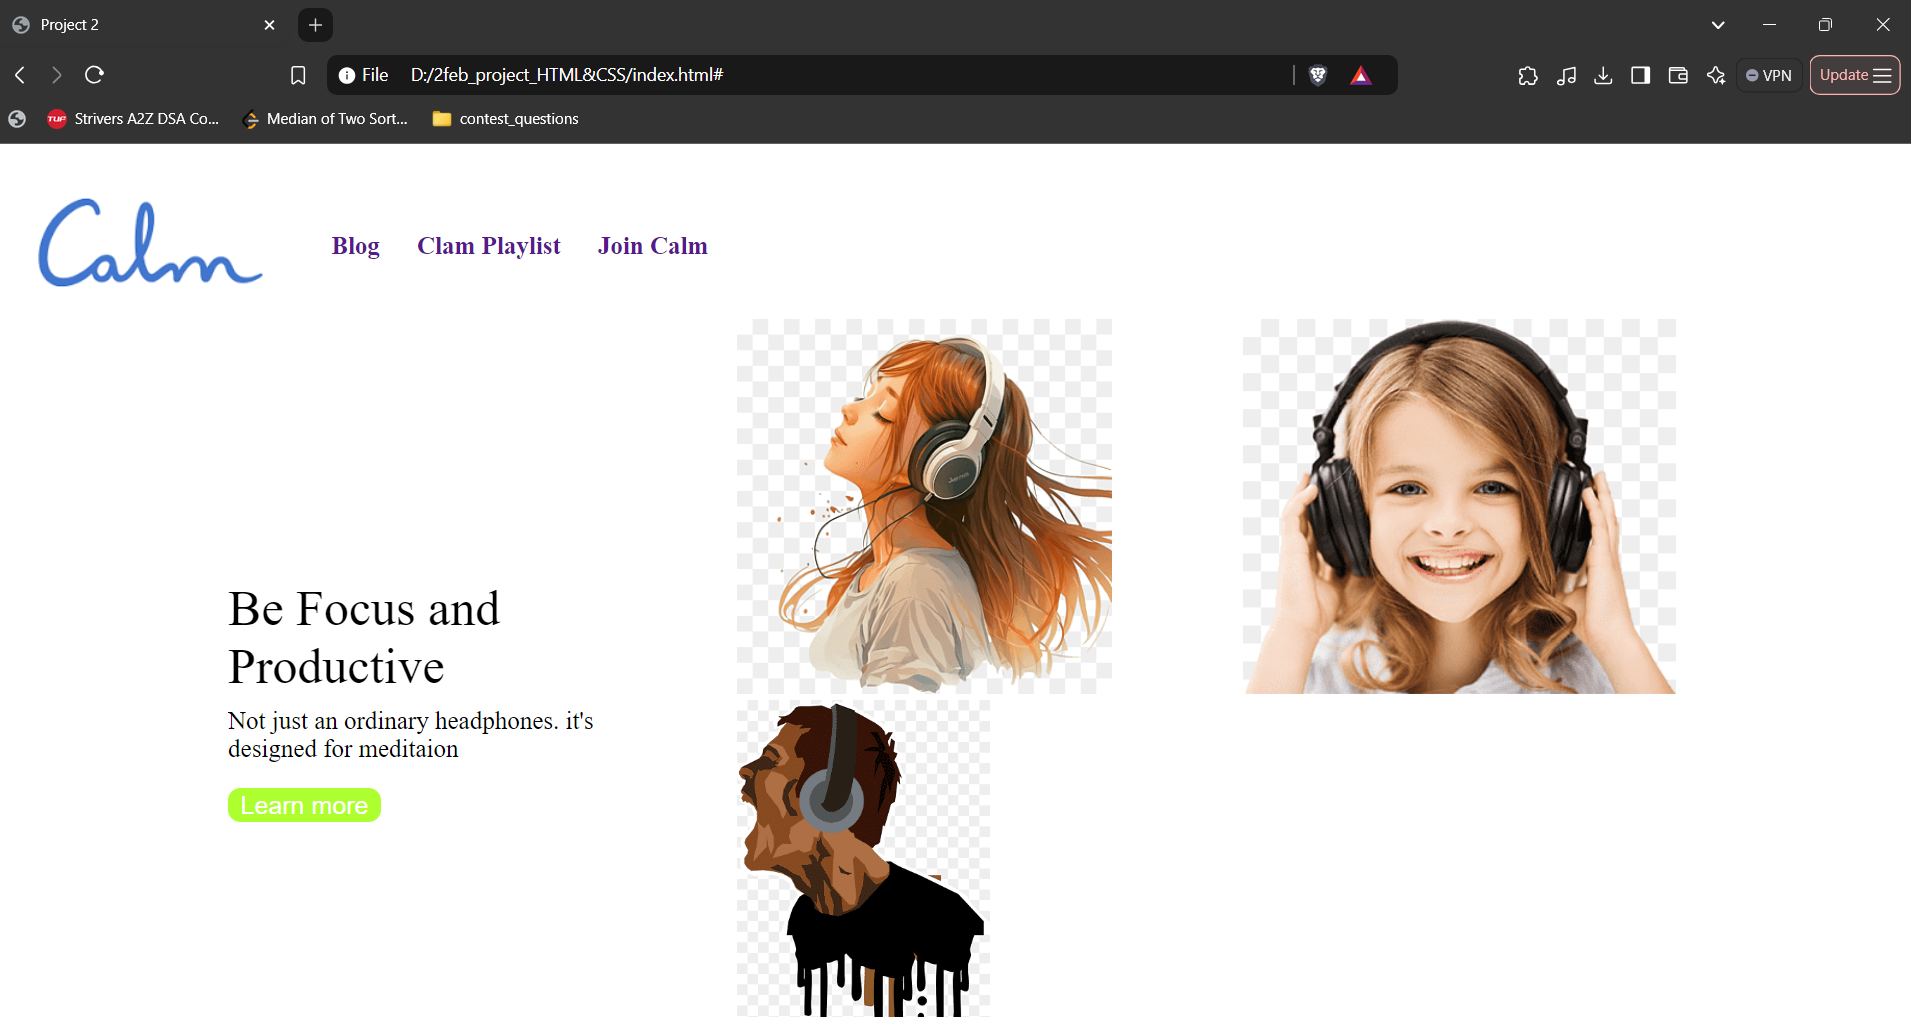 Project 2
File D:/2feb_project_HTML&CSS/index.html#
VPN
Update
TUF
Strivers A2Z DSA Co...
Median of Two Sort...
contest_questions
Calm
Blog
Clam Playlist
Join Calm
Be Focus and
Productive
Not just an ordinary headphones. it's
designed for meditaion
Learn more